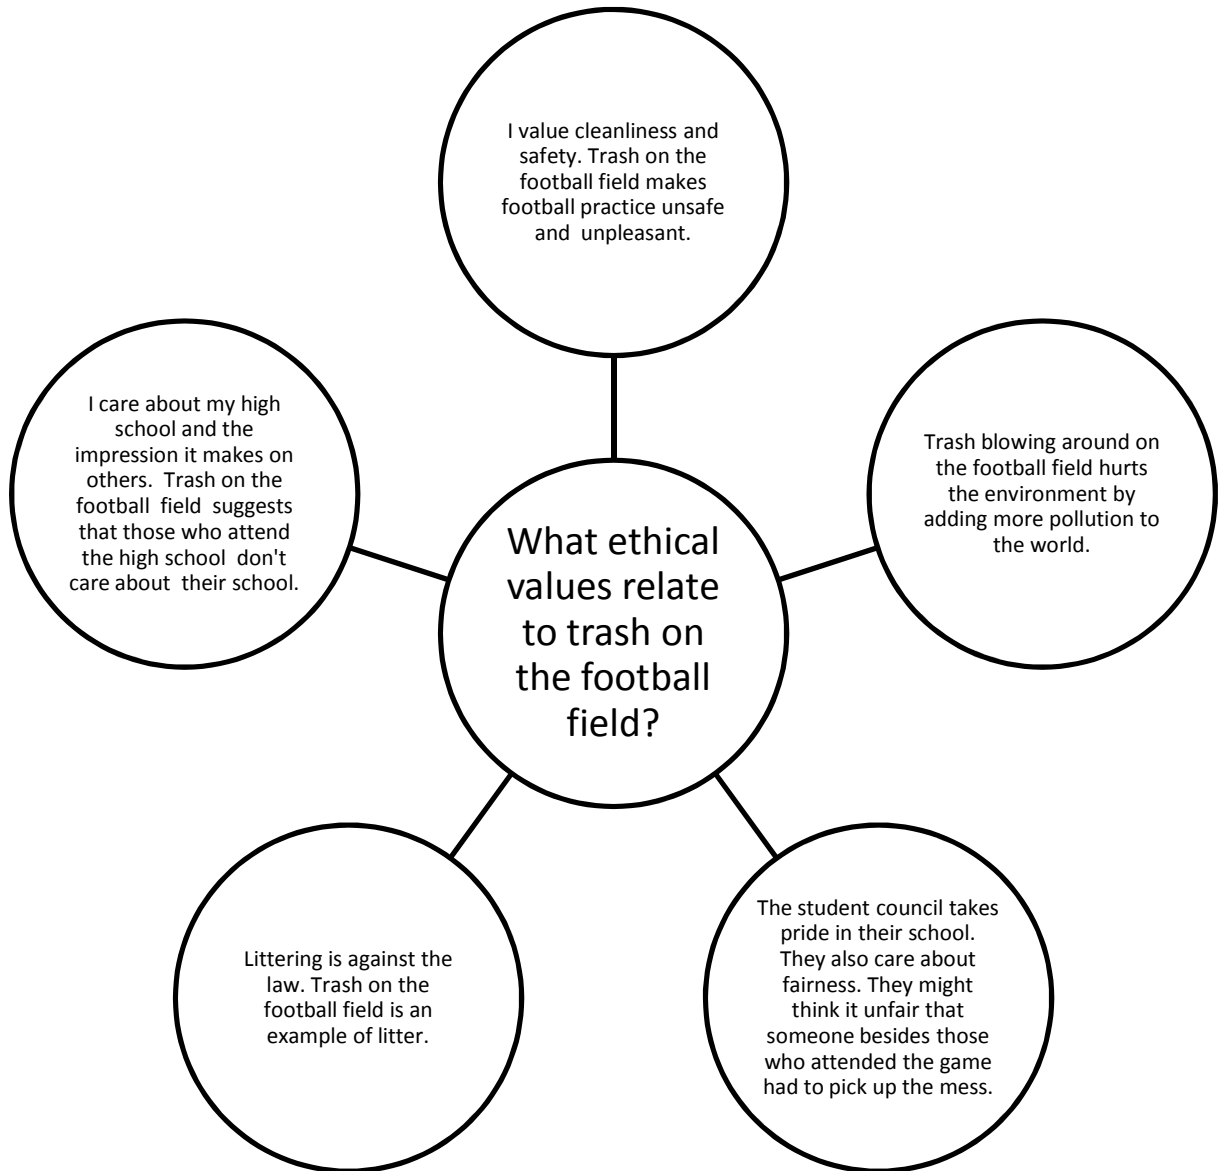 I value cleanliness and
safety. Trash on the
football field makes
football practice unsafe
and  unpleasant.
I care about my high
school and the
impression it makes on
others.  Trash on the
football  field  suggests
that those who attend
the high school  don't
care about  their school.
Trash blowing around on
the football field hurts
the environment by
adding more pollution to
the world.
What ethical
values relate
to trash on
the football
field?
Littering is against the
law. Trash on the
football field is an
example of litter.
The student council takes
pride in their school.
They also care about
fairness. They might
think it unfair that
someone besides those
who attended the game
had to pick up the mess.